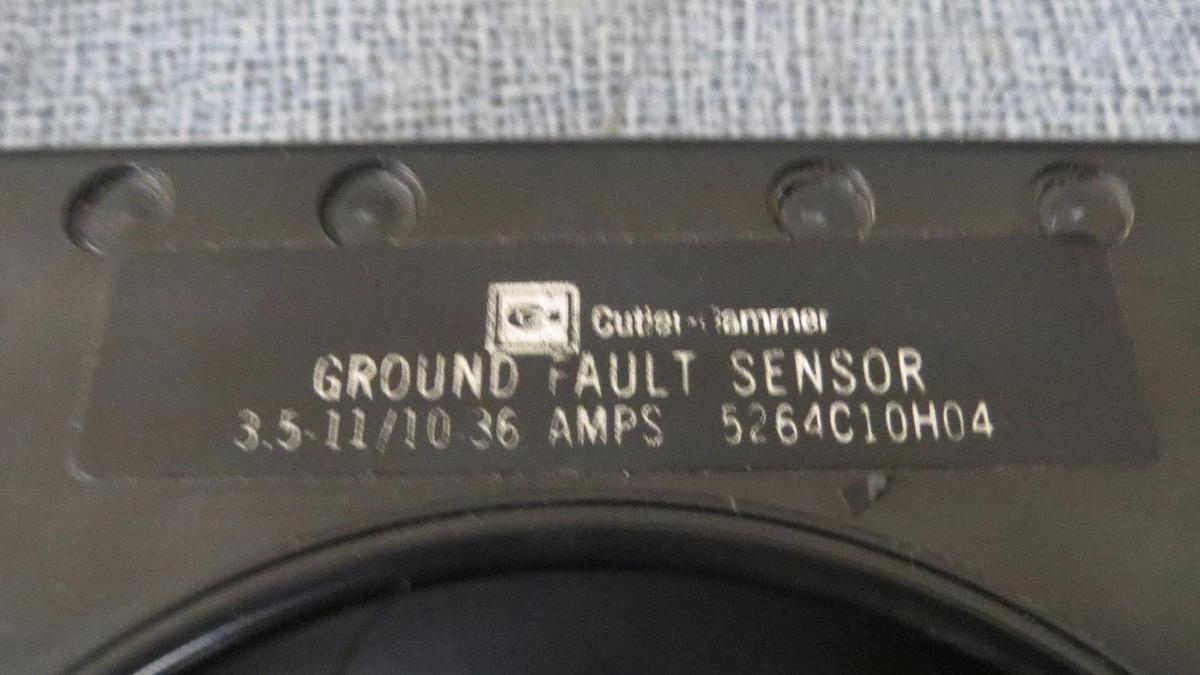 Cutler-Hammer
GROUND FAULT SENSOR
3.5-11/10-36 AMPS 5264C10H04